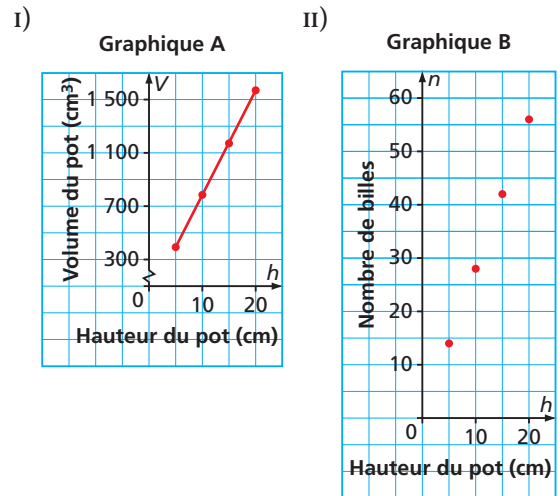 I)
Graphique A
Volume du pot (cm³)
V
1 500
1 100
700
300
0
10
20
h
Hauteur du pot (cm)
II)
Graphique B
Nombre de billes
n
60
50
40
30
20
10
0
10
20
h
Hauteur du pot (cm)